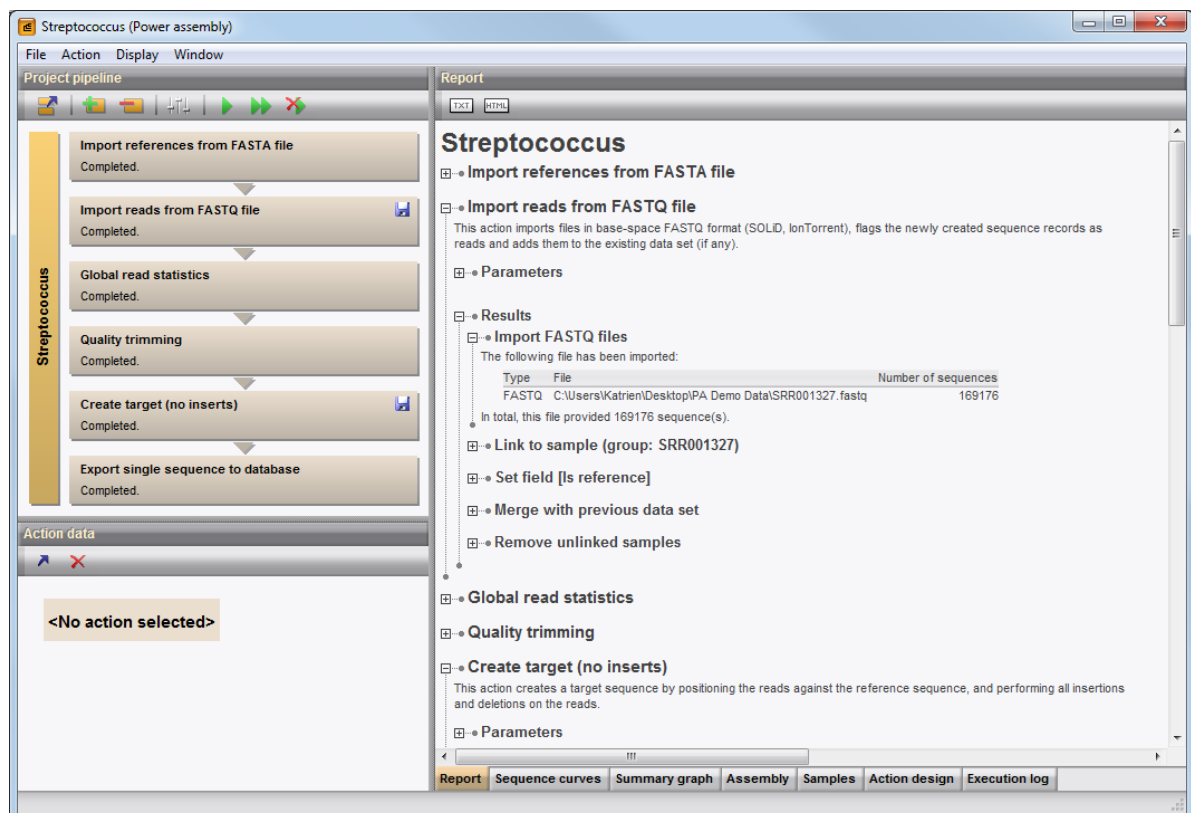 Streptococcus (Power assembly)
File Action Display Window
Project pipeline
Streptococcus
Import references from FASTA file
Completed.
Import reads from FASTQ file
Completed.
Global read statistics
Completed.
Quality trimming
Completed.
Create target (no inserts)
Completed.
Export single sequence to database
Completed.
Action data
<No action selected>
Report
TXT HTML
Streptococcus
Import references from FASTA file
Import reads from FASTQ file
This action imports files in base-space FASTQ format (SOLiD, IonTorrent), flags the newly created sequence records as
reads and adds them to the existing data set (if any).
Parameters
Results
Import FASTQ files
The following file has been imported:
Type File Number of sequences
FASTQ C:\Users\Katrien\Desktop\PA Demo Data\SRR001327.fastq 169176
In total, this file provided 169176 sequence(s).
Link to sample (group: SRR001327)
Set field [Is reference]
Merge with previous data set
Remove unlinked samples
Global read statistics
Quality trimming
Create target (no inserts)
This action creates a target sequence by positioning the reads against the reference sequence, and performing all insertions
and deletions on the reads.
Parameters
Report Sequence curves Summary graph Assembly Samples Action design Execution log